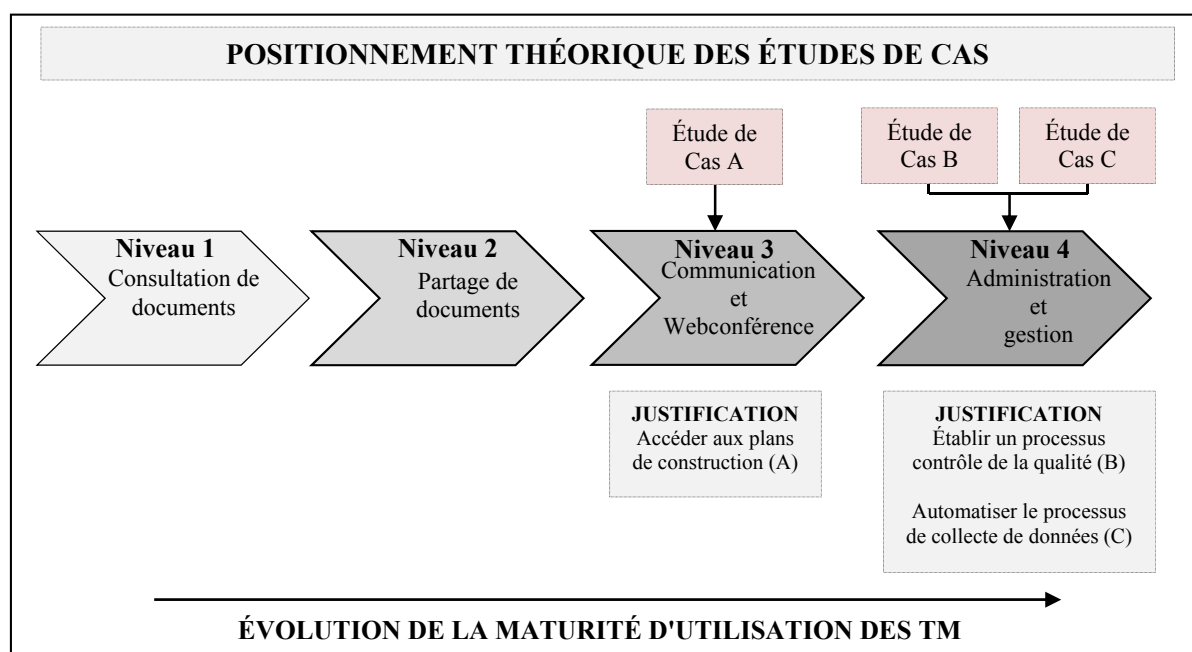 POSITIONNEMENT THÉORIQUE DES ÉTUDES DE CAS
Étude de
Cas A
Étude de
Cas B
Étude de
Cas C
Niveau 1
Consultation de
documents
Niveau 2
Partage de
documents
Niveau 3
Communication
et
Webconférence
Niveau 4
Administration
et
gestion
JUSTIFICATION
Accéder aux plans
de construction (A)
JUSTIFICATION
Établir un processus
contrôle de la qualité (B)
Automatiser le processus
de collecte de données (C)
ÉVOLUTION DE LA MATURITÉ D'UTILISATION DES TM